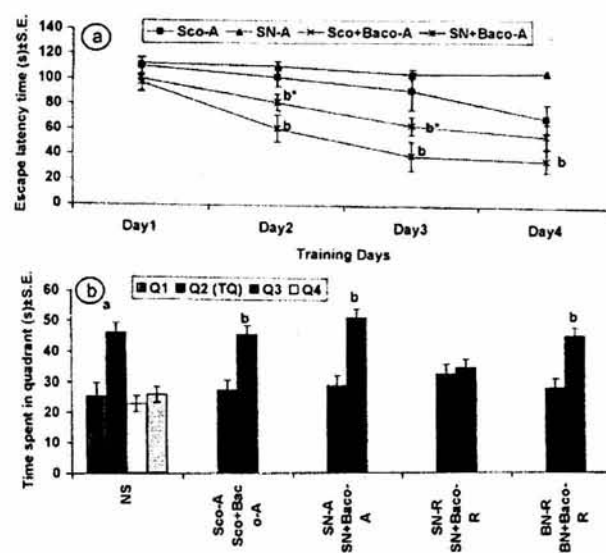 a
Sco-A SN-A Sco+Baco-A SN+Baco-A
Escape latency time (s)±S.E.
140
120
100
80
60
40
20
0
b*
b
b*
b
b
Day1 Day2 Day3 Day4
Training Days
b
Q1 Q2 (TQ) Q3 Q4
Time spent in quadrant (s)±S.E.
60
50
40
30
20
10
0
a
b
b
b
NS
Sco-A
Sco+Bac
o-A
SN-A
SN+Baco-
A
SN-R
SN+Baco-
R
BN-R
BN+Baco-
R